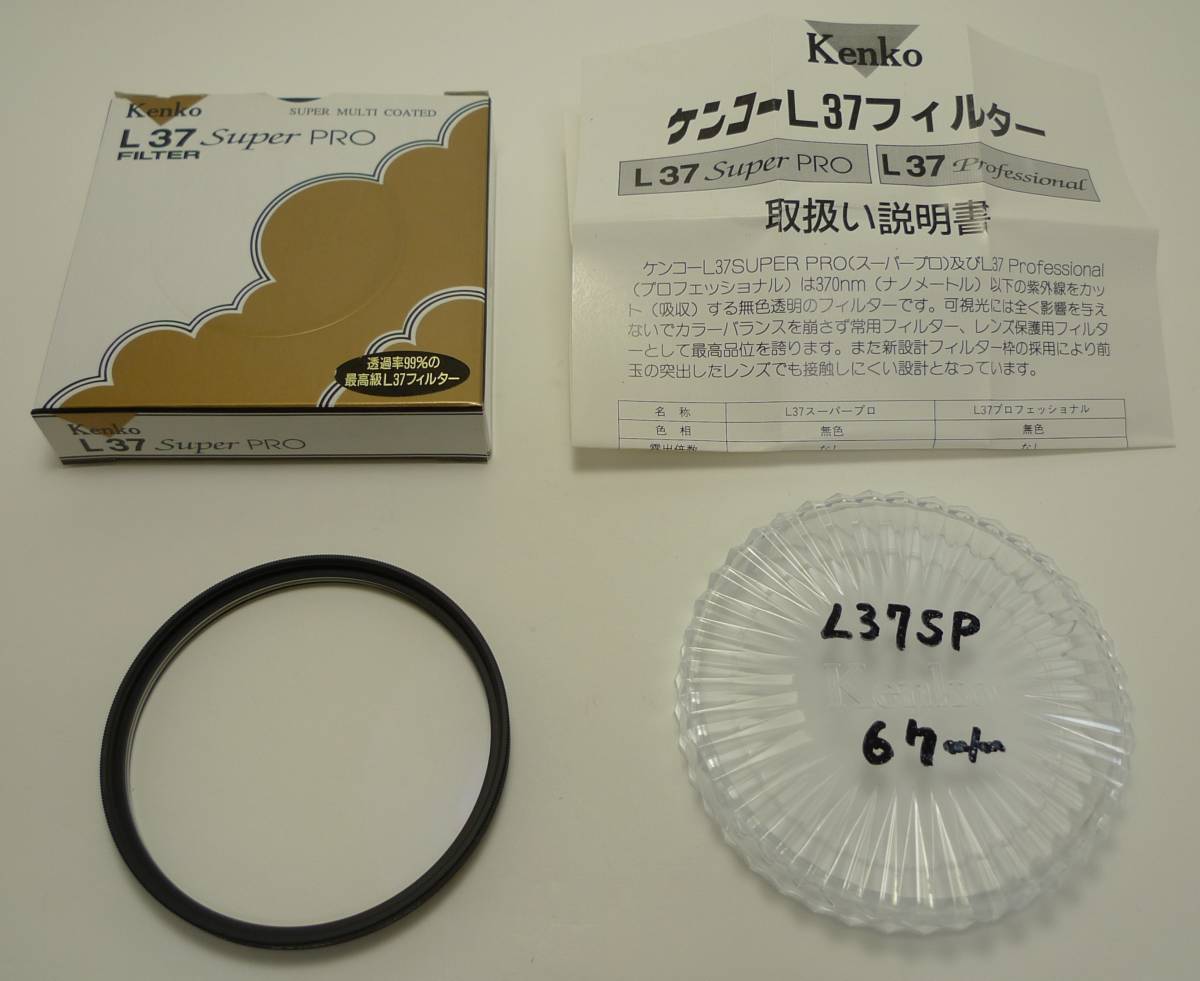 Kenko
SUPER MULTI COATED
L37 Super PRO
FILTER
透過率99%の
最高級L37フィルター
Kenko
L37 Super PRO
Kenko
ケンコーL37フィルター
L37 Super PRO
L37 Professional
取扱い説明書
ケンコーL37SUPER PRO(スーパープロ)及びL37 Professional
(プロフェッショナル)は370nm(ナノメートル)以下の紫外線をカッ
ト(吸収)する無色透明のフィルターです。可視光には全く影響を与え
ないでカラーバランスを崩さず常用フィルター、レンズ保護用フィルタ
ーとして最高品位を誇ります。また新設計フィルター枠の採用により前
玉の突出したレンズでも接触しにくい設計となっています。
名 称 L37スーパープロ L37プロフェッショナル
色 相 無色 無色
露出倍数 なし なし
L37SP
Kenko
67m/m